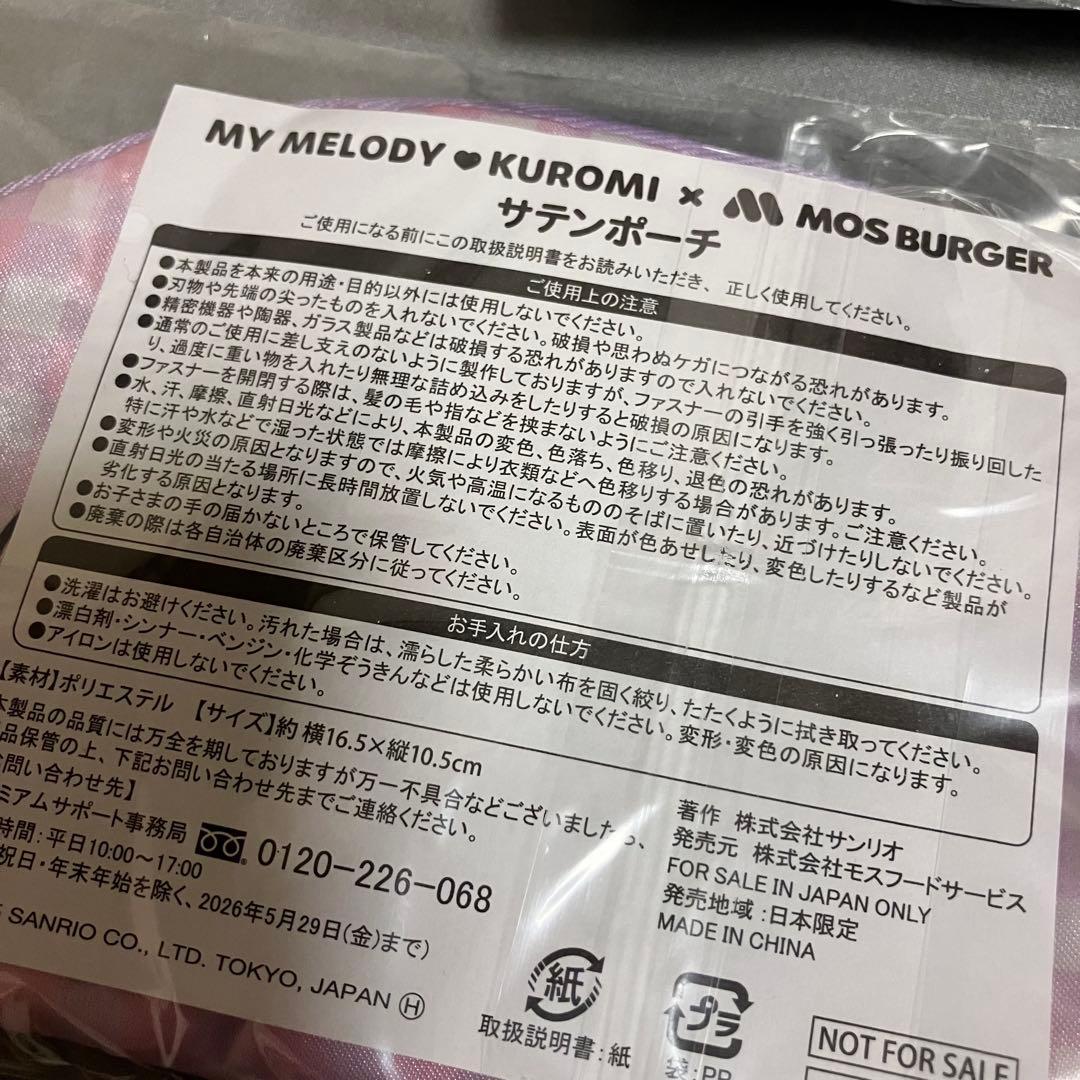 MY MELODY ♥ KUROMI × MOS BURGER
サテンポーチ
ご使用になる前にこの取扱説明書をお読みいただき、正しく使用してください。
ご使用上の注意
●本製品を本来の用途・目的以外には使用しないでください。
●刃物や先端の尖ったものを入れないでください。破損や思わぬケガにつながる恐れがあります。
●精密機器や陶器、ガラス製品などは破損する恐れがありますので入れないでください。
●通常のご使用に差し支えのないように製作しておりますが、ファスナーの引手を強く引っ張ったり振り回した
り、過度に重い物を入れたり無理な詰め込みをしたりすると破損の原因になります。
●ファスナーを開閉する際は、髪の毛や指などを挟まないようにご注意ください。
●水、汗、摩擦、直射日光などにより、本製品の変色、色落ち、色移り、退色の恐れがあります。
特に汗や水などで湿った状態では摩擦により衣類などへ色移りする場合があります。ご注意ください。
●変形や火災の原因となりますので、火気や高温になるもののそばに置いたり、近づけたりしないでください。
●直射日光の当たる場所に長時間放置しないでください。表面が色あせしたり、変色したりするなど製品が
劣化する原因となります。
●お子さまの手の届かないところで保管してください。
●廃棄の際は各自治体の廃棄区分に従ってください。
お手入れの仕方
●洗濯はお避けください。汚れた場合は、濡らした柔らかい布を固く絞り、たたくように拭き取ってください。
●漂白剤・シンナー・ベンジン・化学ぞうきんなどは使用しないでください。変形・変色の原因になります。
●アイロンは使用しないでください。
【素材】ポリエステル 【サイズ】約 横16.5×縦10.5cm
本製品の品質には万全を期しておりますが万一不具合などございましたら、
品保管の上、下記お問い合わせ先までご連絡ください。
お問い合わせ先】
ミアムサポート事務局 0120-226-068
時間:平日10:00～17:00
祝日・年末年始を除く、2026年5月29日(金)まで)
SANRIO CO., LTD. TOKYO, JAPAN Ⓗ
著作 株式会社サンリオ
発売元 株式会社モスフードサービス
FOR SALE IN JAPAN ONLY
発売地域:日本限定
MADE IN CHINA
紙
取扱説明書:紙
プラ
袋:PP
NOT FOR SALE